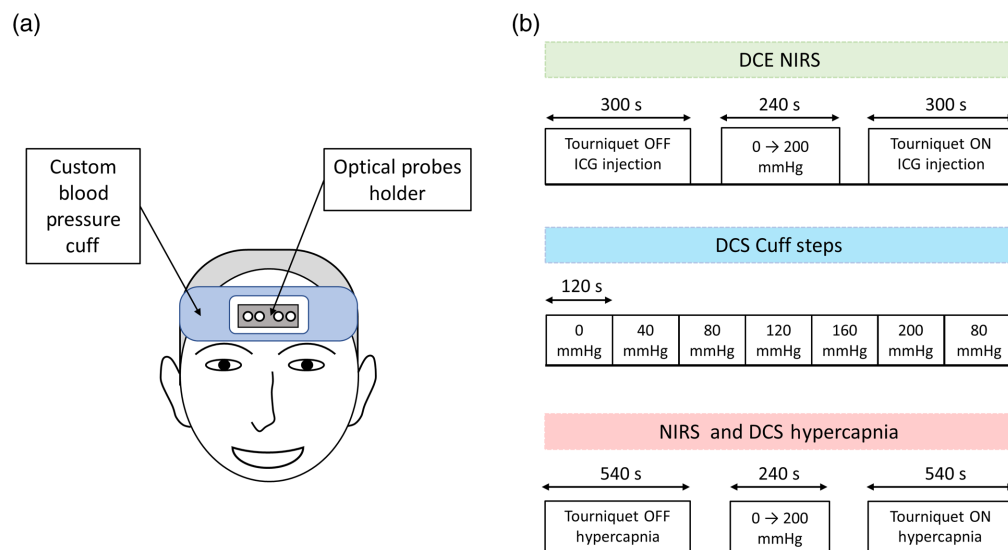 (a)
Custom
blood
pressure
cuff
Optical probes
holder
(b)
DCE NIRS
300 s
240 s
300 s
Tourniquet OFF
ICG injection
0 → 200
mmHg
Tourniquet ON
ICG injection
DCS Cuff steps
120 s
0
mmHg
40
mmHg
80
mmHg
120
mmHg
160
mmHg
200
mmHg
80
mmHg
NIRS and DCS hypercapnia
540 s
240 s
540 s
Tourniquet OFF
hypercapnia
0 → 200
mmHg
Tourniquet ON
hypercapnia